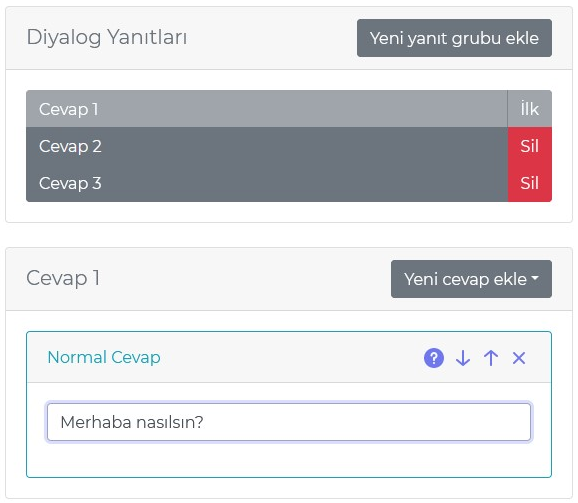 Diyalog Yanıtları
Yeni yanıt grubu ekle
Cevap 1
İlk
Cevap 2
Sil
Cevap 3
Sil
Cevap 1
Yeni cevap ekle
Normal Cevap
?
Merhaba nasılsın?